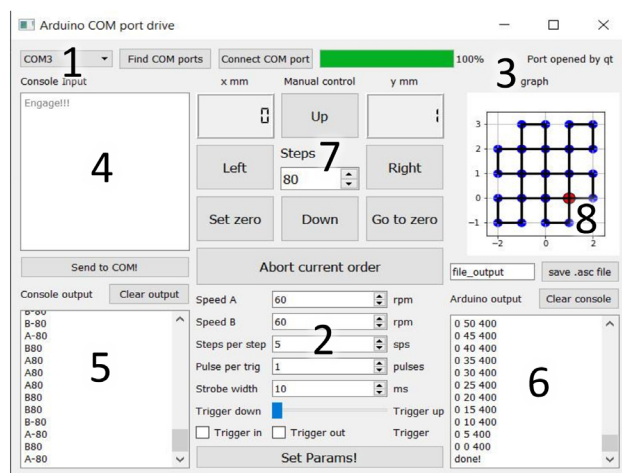 Arduino COM port drive
COM3 1 Find COM ports Connect COM port 100% 3 Port opened by qt
Console Input x mm Manual control y mm graph
Engage!!!
4
0 Up 1
7
Left Steps Right
80
Set zero Down Go to zero
3
2
1
0
-1
-2 0 2
8
Send to COM! Abort current order file_output save .asc file
Console output Clear output Arduino output Clear console
Speed A 60 rpm
Speed B 60 rpm
Steps per step 5 sps
2
Pulse per trig 1 pulses
Strobe width 10 ms
Trigger down Trigger up
Trigger in Trigger out Trigger
Set Params!
B-80
B-80
A-80
B80
A80
A80
B80
B80
B-80
A-80
B80
A-80
5
0 50 400
0 45 400
0 40 400
0 35 400
0 30 400
0 25 400
0 20 400
0 15 400
0 10 400
0 5 400
0 0 400
done!
6